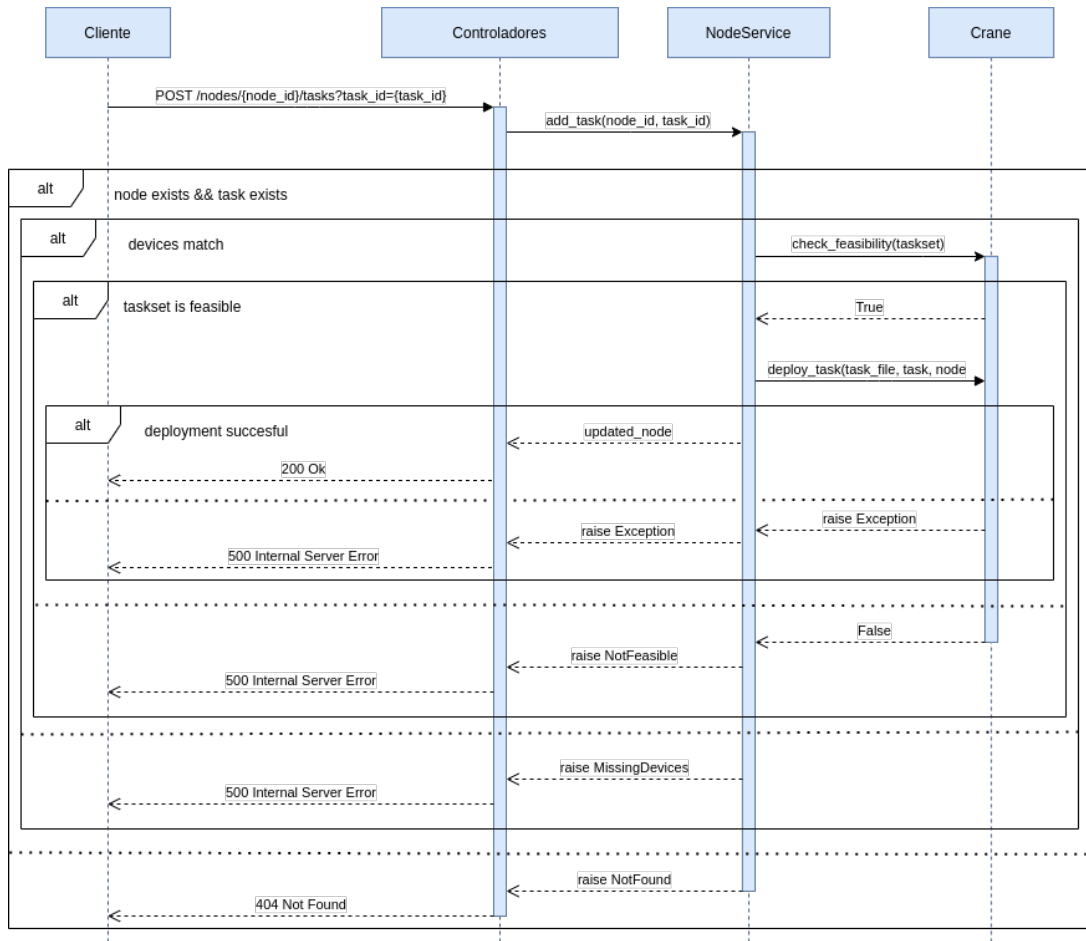 Cliente
Controladores
NodeService
Crane
POST /nodes/{node_id}/tasks?task_id={task_id}
add_task(node_id, task_id)
alt
node exists && task exists
alt
devices match
check_feasibility(taskset)
alt
taskset is feasible
True
deploy_task(task_file, task, node
alt
deployment succesful
updated_node
200 Ok
raise Exception
raise Exception
500 Internal Server Error
False
raise NotFeasible
500 Internal Server Error
raise MissingDevices
500 Internal Server Error
raise NotFound
404 Not Found